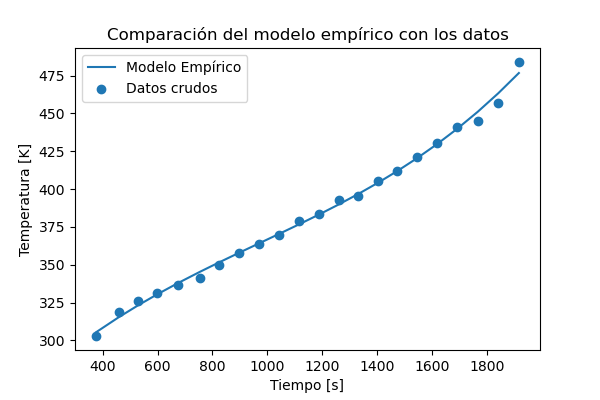 Comparación del modelo empírico con los datos
Modelo Empírico
Datos crudos
Temperatura [K]
475
450
425
400
375
350
325
300
400 600 800 1000 1200 1400 1600 1800
Tiempo [s]